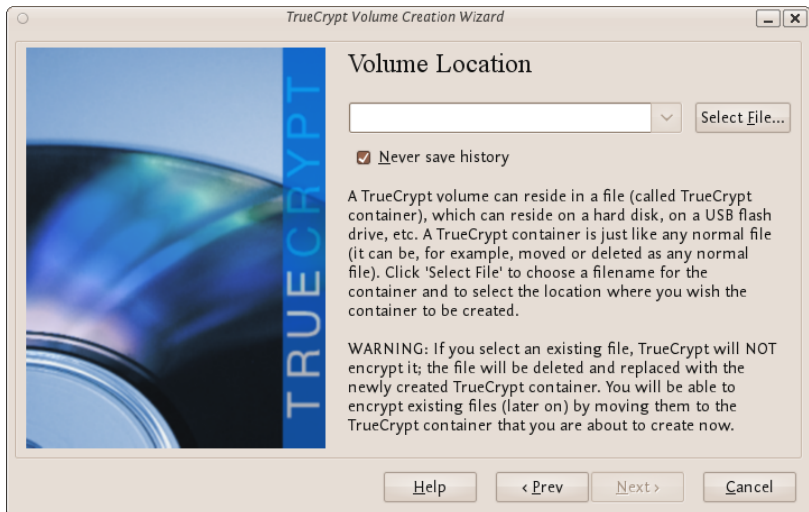 TrueCrypt Volume Creation Wizard
TRUECRYPT
Volume Location
Select File...
Never save history
A TrueCrypt volume can reside in a file (called TrueCrypt
container), which can reside on a hard disk, on a USB flash
drive, etc. A TrueCrypt container is just like any normal file
(it can be, for example, moved or deleted as any normal
file). Click 'Select File' to choose a filename for the
container and to select the location where you wish the
container to be created.
WARNING: If you select an existing file, TrueCrypt will NOT
encrypt it; the file will be deleted and replaced with the
newly created TrueCrypt container. You will be able to
encrypt existing files (later on) by moving them to the
TrueCrypt container that you are about to create now.
Help < Prev Next > Cancel